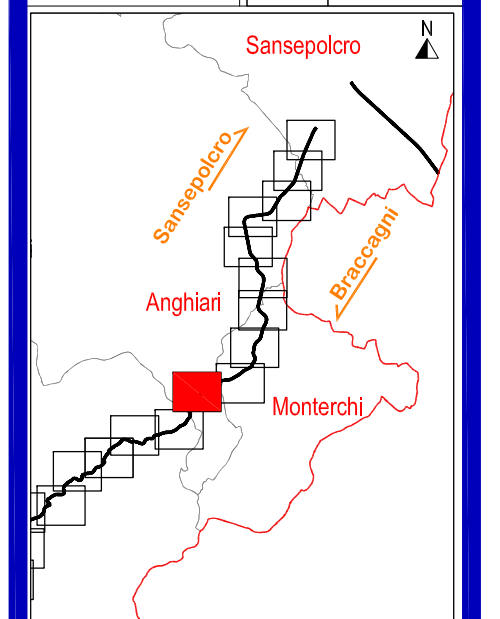 Sansepolcro
N
Sansepolcro
Braccagni
Anghiari
Monterchi